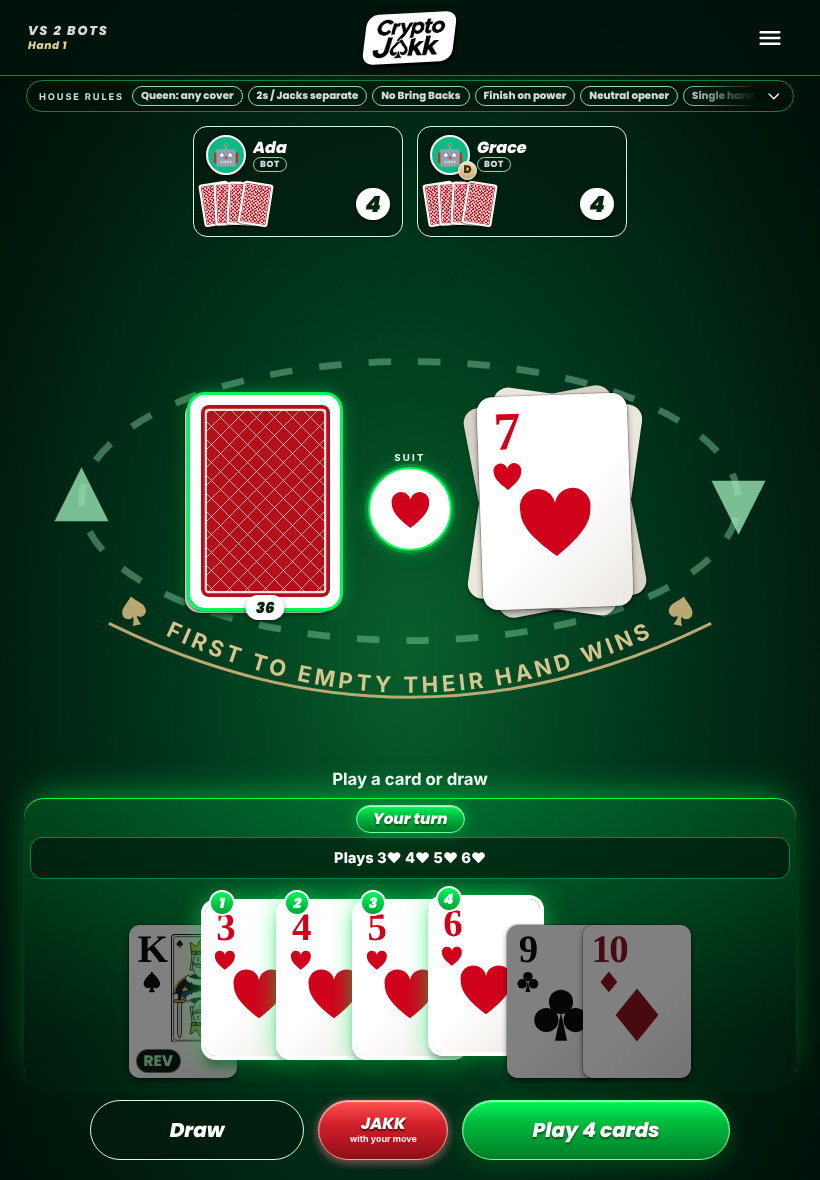 VS 2 BOTS
Hand 1
Crypto
Jokk
HOUSE RULES
Queen: any cover
2s / Jacks separate
No Bring Backs
Finish on power
Neutral opener
Single hand
Ada
BOT
4
Grace
D
BOT
4
7
SUIT
36
FIRST TO EMPTY THEIR HAND WINS
Play a card or draw
Your turn
Plays 3♥ 4♥ 5♥ 6♥
1
2
3
4
K
3
4
5
6
9
10
REV
Draw
JAKK
with your move
Play 4 cards